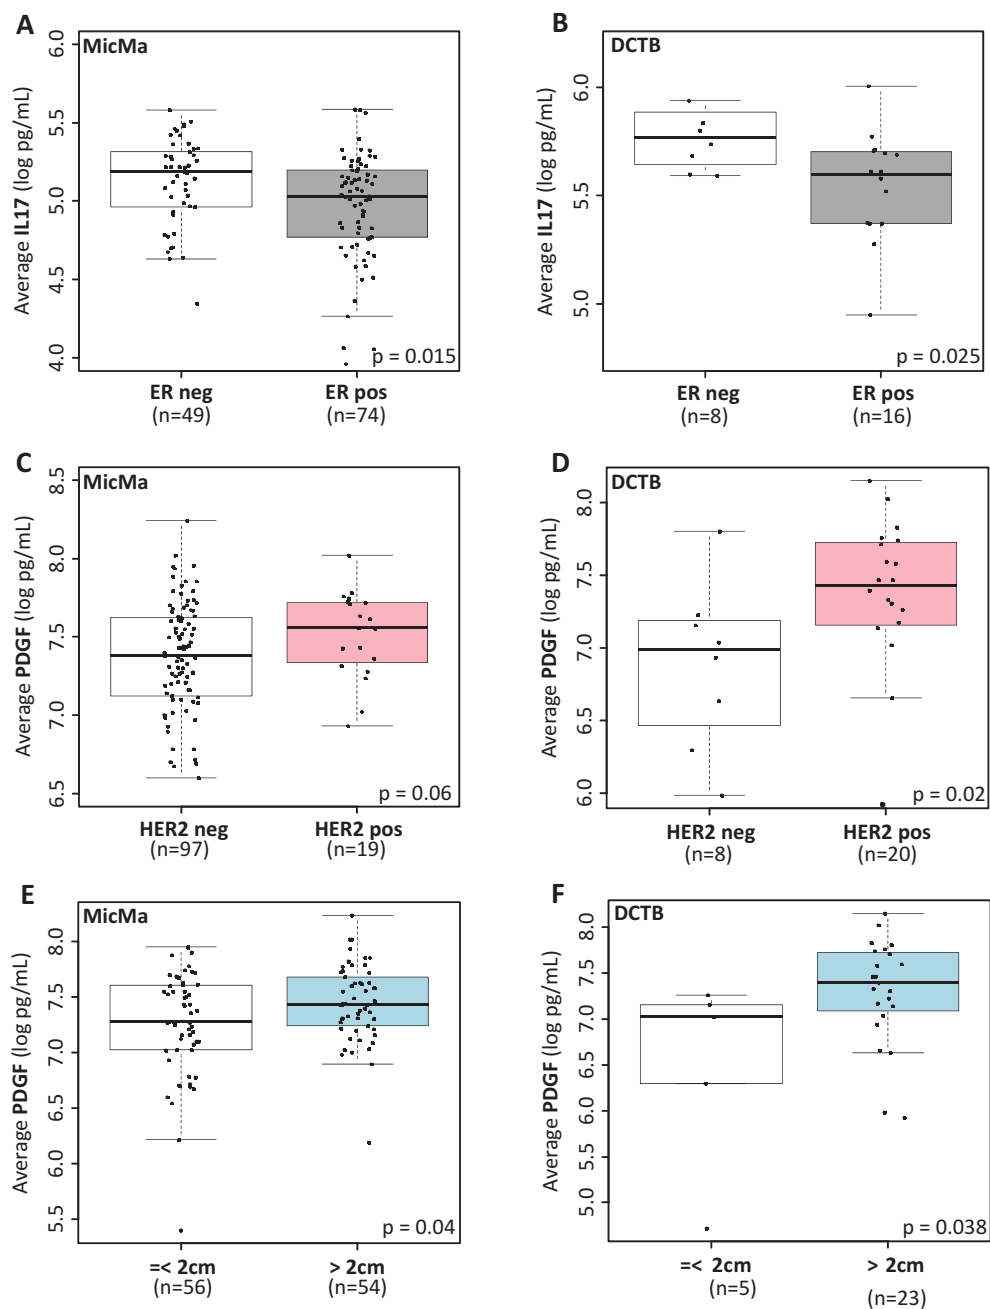 A
MicMa
Average IL17 (log pg/mL)
6.0
5.5
5.0
4.5
4.0
p = 0.015
ER neg
(n=49)
ER pos
(n=74)
B
DCTB
Average IL17 (log pg/mL)
6.0
5.5
5.0
p = 0.025
ER neg
(n=8)
ER pos
(n=16)
C
MicMa
Average PDGF (log pg/mL)
8.5
8.0
7.5
7.0
6.5
p = 0.06
HER2 neg
(n=97)
HER2 pos
(n=19)
D
DCTB
Average PDGF (log pg/mL)
8.0
7.5
7.0
6.5
6.0
p = 0.02
HER2 neg
(n=8)
HER2 pos
(n=20)
E
MicMa
Average PDGF (log pg/mL)
8.0
7.5
7.0
6.5
6.0
5.5
p = 0.04
=< 2cm
(n=56)
> 2cm
(n=54)
F
DCTB
Average PDGF (log pg/mL)
8.0
7.5
7.0
6.5
6.0
5.5
5.0
p = 0.038
=< 2cm
(n=5)
> 2cm
(n=23)